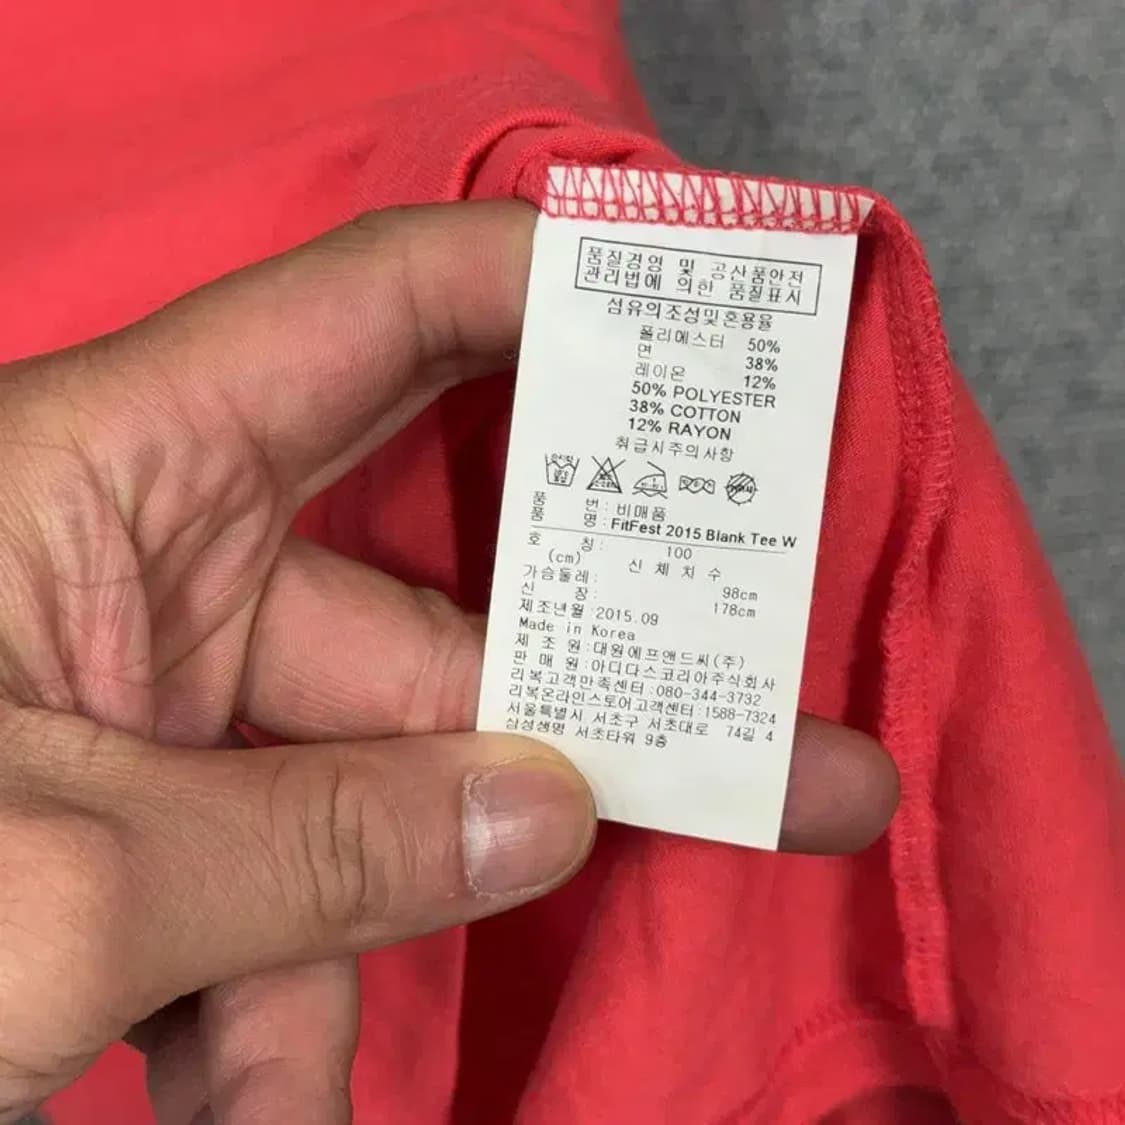 품질경영 및 공산품안전
관리법에 의한 품질표시
섬유의조성및혼용율
폴리에스터 50%
면 38%
레이온 12%
50% POLYESTER
38% COTTON
12% RAYON
취급시주의사항
품 번: 비매품
품 명: FitFest 2015 Blank Tee W
호 칭: 100
(cm) 신 체 치 수
가슴둘레: 98cm
신 장: 178cm
제조년월:2015.09
Made in Korea
제 조 원:대원에프앤드씨(주)
판 매 원:아디다스코리아주식회사
리복고객만족센터:080-344-3732
리복온라인스토어고객센터:1588-7324
서울특별시 서초구 서초대로 74길 4
삼성생명 서초타워 9층